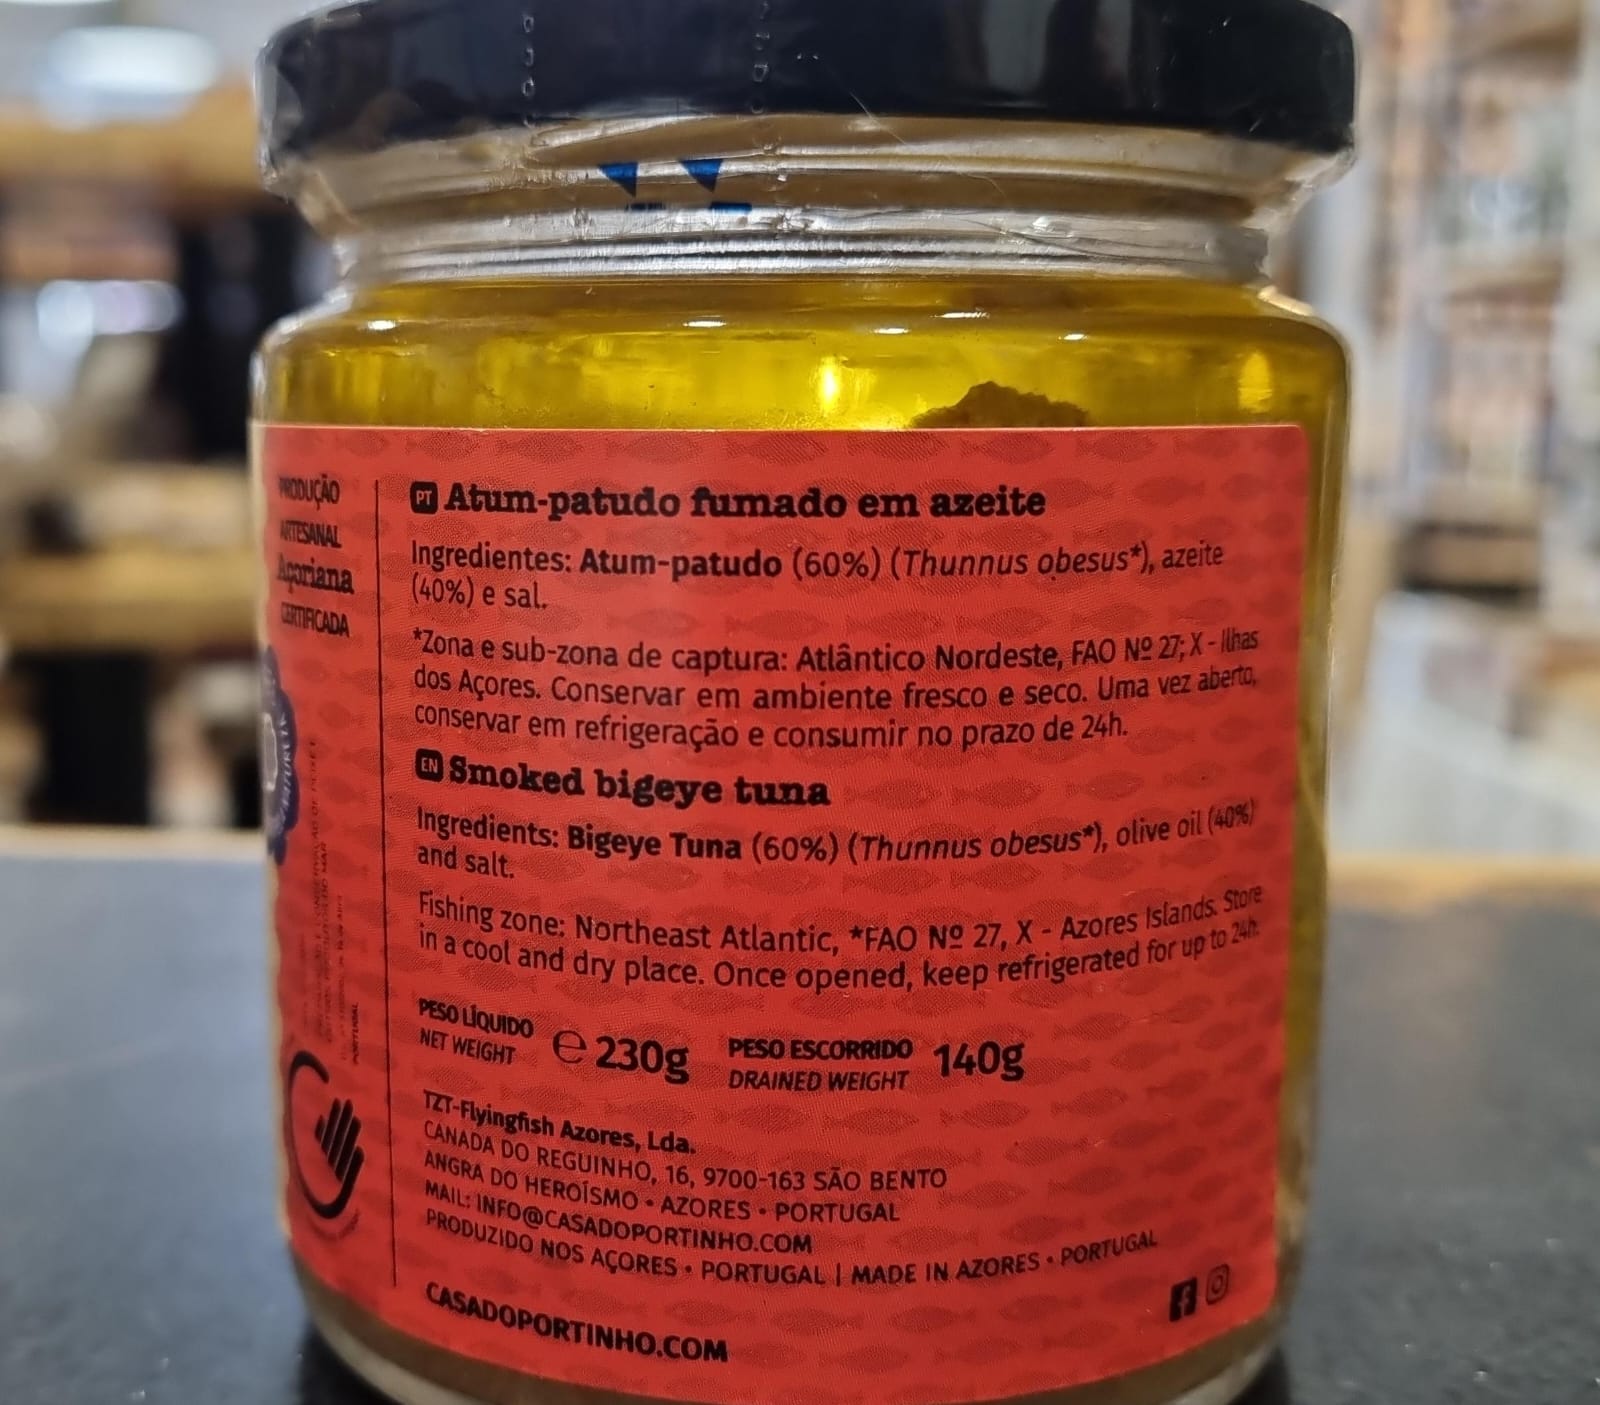 PRODUÇÃO
ARTESANAL
Açoriana
CERTIFICADA
PT Atum-patudo fumado em azeite
Ingredientes: Atum-patudo (60%) (Thunnus obesus*), azeite
(40%) e sal.
*Zona e sub-zona de captura: Atlântico Nordeste, FAO Nº 27; X - Ilhas
dos Açores. Conservar em ambiente fresco e seco. Uma vez aberto,
conservar em refrigeração e consumir no prazo de 24h.
EN Smoked bigeye tuna
Ingredients: Bigeye Tuna (60%) (Thunnus obesus*), olive oil (40%)
and salt.
Fishing zone: Northeast Atlantic, *FAO Nº 27, X - Azores Islands. Store
in a cool and dry place. Once opened, keep refrigerated for up to 24h.
PESO LÍQUIDO
NET WEIGHT
e 230g
PESO ESCORRIDO
DRAINED WEIGHT
140g
TZT-Flyingfish Azores, Lda.
CANADA DO REGUINHO, 16, 9700-163 SÃO BENTO
ANGRA DO HEROÍSMO • AZORES • PORTUGAL
MAIL: INFO@CASADOPORTINHO.COM
PRODUZIDO NOS AÇORES • PORTUGAL | MADE IN AZORES • PORTUGAL
CASADOPORTINHO.COM
PORTUGAL